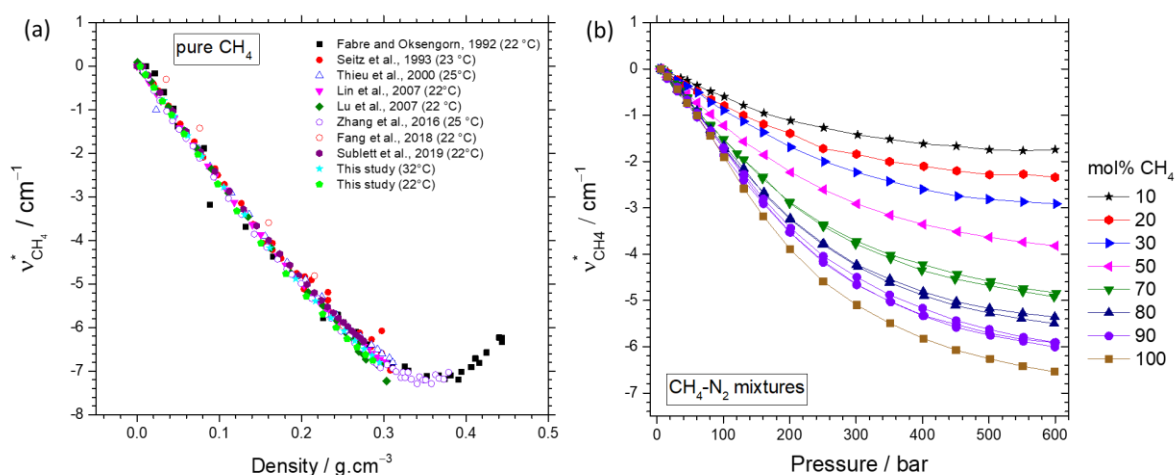 (a)
pure CH₄
Fabre and Oksengorn, 1992 (22 °C)
Seitz et al., 1993 (23 °C)
Thieu et al., 2000 (25°C)
Lin et al., 2007 (22°C)
Lu et al., 2007 (22 °C)
Zhang et al., 2016 (25 °C)
Fang et al., 2018 (22 °C)
Sublett et al., 2019 (22°C)
This study (32°C)
This study (22°C)
1
0
-1
-2
-3
-4
-5
-6
-7
-8
ν*CH₄ / cm⁻¹
0.0 0.1 0.2 0.3 0.4 0.5
Density / g.cm⁻³
(b)
1
0
-1
-2
-3
-4
-5
-6
-7
ν*CH4 / cm⁻¹
CH₄-N₂ mixtures
0 100 200 300 400 500 600
Pressure / bar
mol% CH₄
10
20
30
50
70
80
90
100